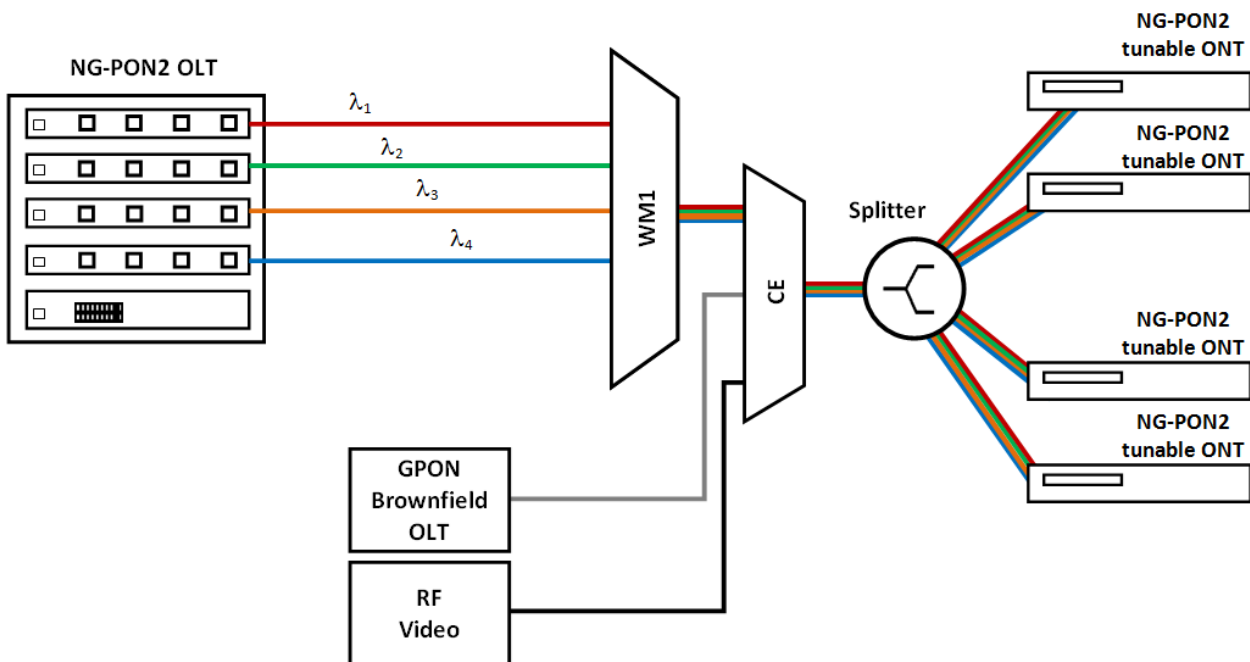 NG-PON2 OLT
λ1
λ2
λ3
λ4
WM1
CE
Splitter
NG-PON2
tunable ONT
NG-PON2
tunable ONT
NG-PON2
tunable ONT
NG-PON2
tunable ONT
GPON
Brownfield
OLT
RF
Video